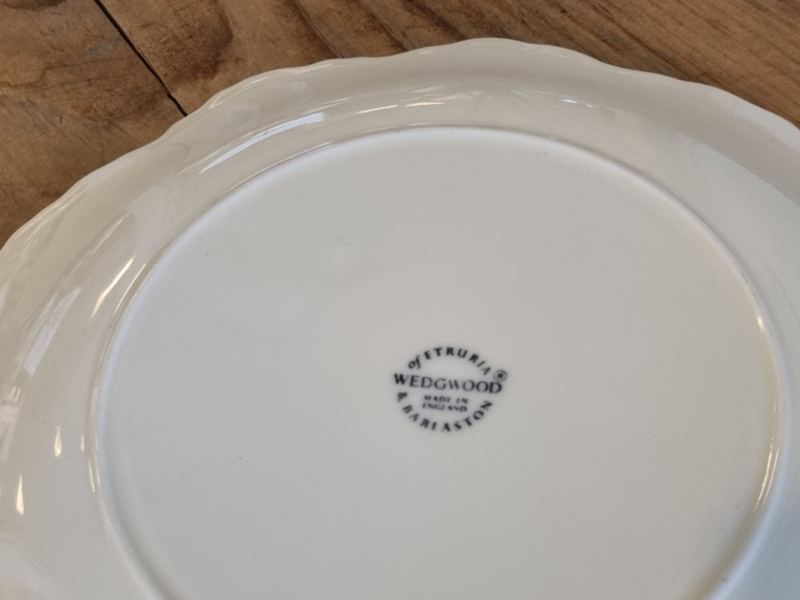 of ETRURIA ®
WEDGWOOD
MADE IN
ENGLAND
& BARLASTON